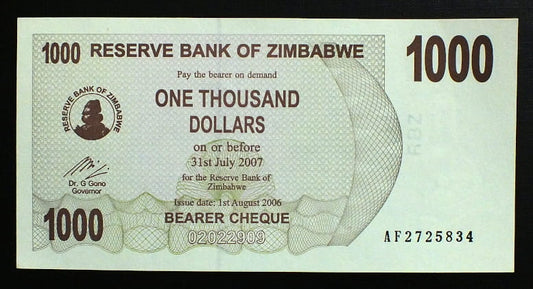 1000
RESERVE BANK OF ZIMBABWE
1000
Pay the bearer on demand
ONE THOUSAND
DOLLARS
on or before
31st July 2007
for the Reserve Bank of
Zimbabwe
Issue date: 1st August 2006
BEARER CHEQUE
02022909
RESERVE BANK OF ZIMBABWE
Dr. G Gono
Governor
1000
RBZ
AF2725834